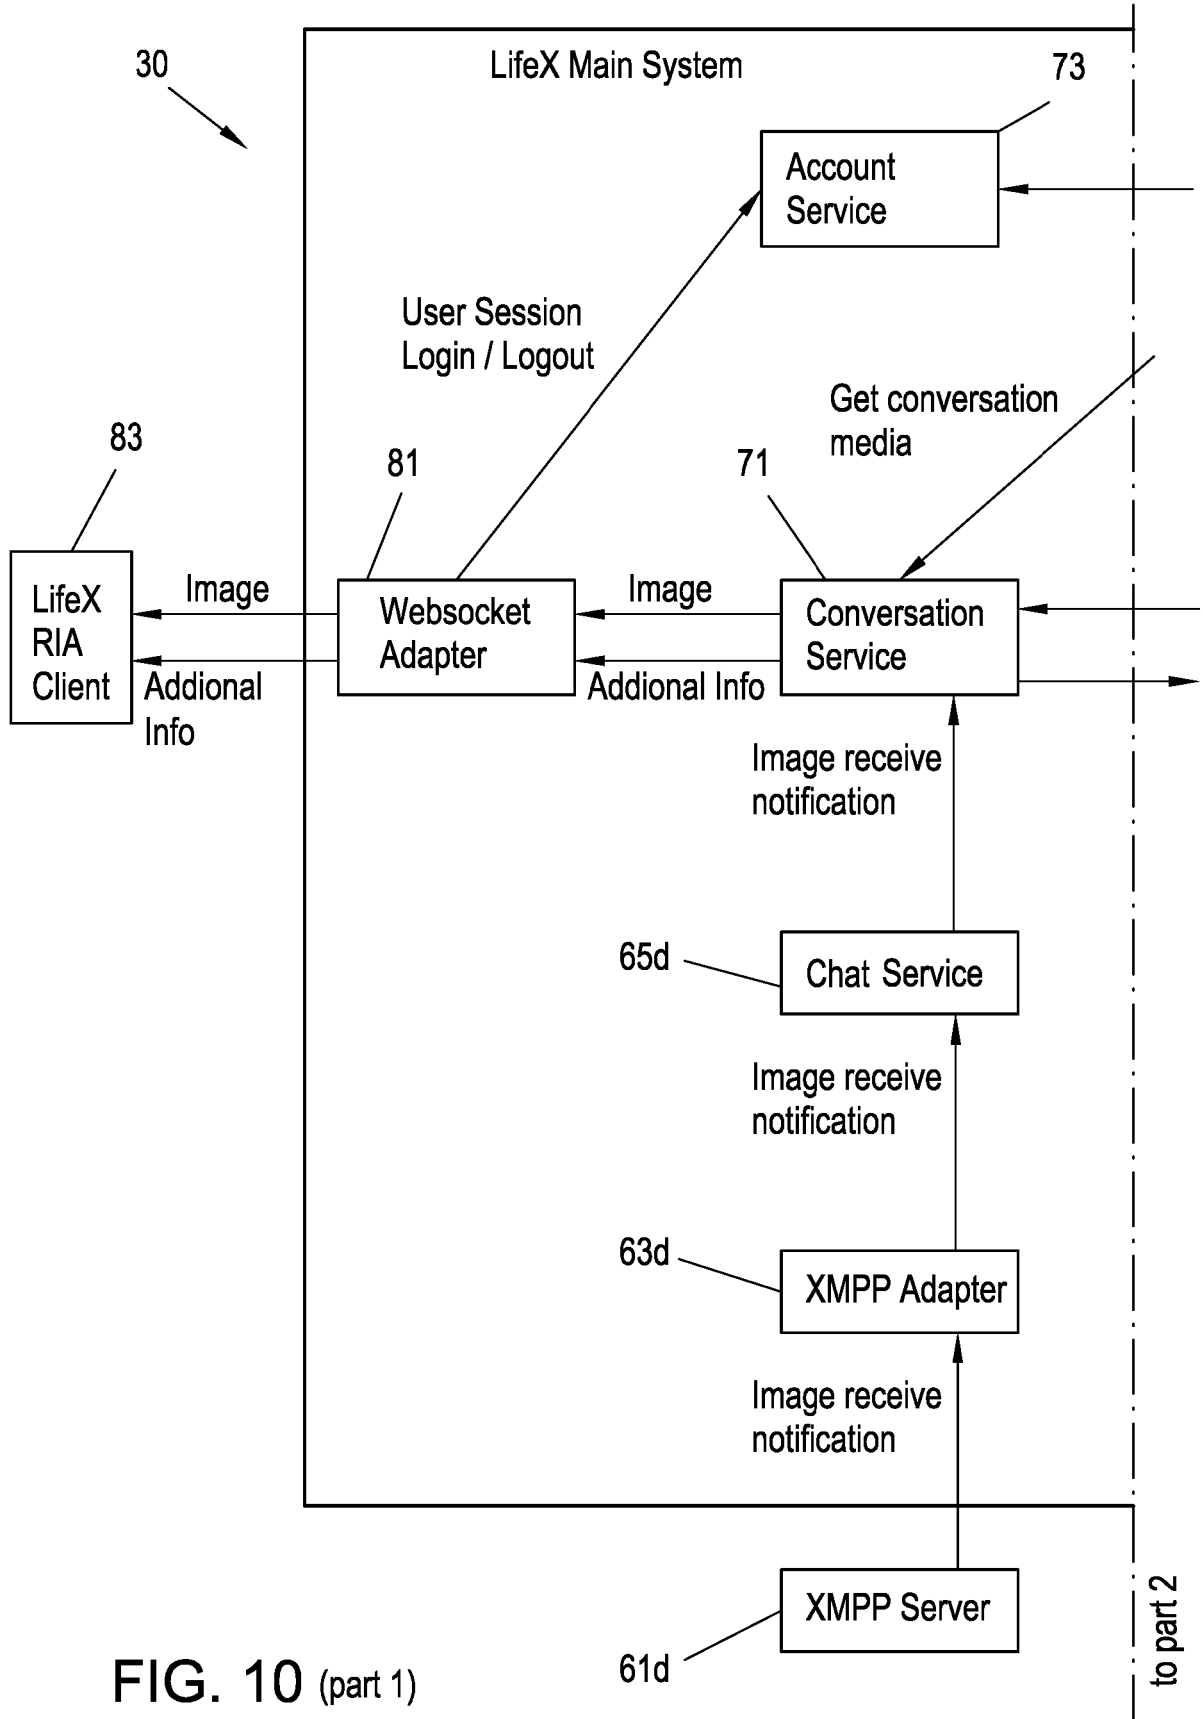 30
LifeX Main System
73
Account
Service
User Session
Login / Logout
Get conversation
media
83
81
71
LifeX
RIA
Client
Image
Addional
Info
Websocket
Adapter
Image
Addional Info
Conversation
Service
Image receive
notification
65d
Chat Service
Image receive
notification
63d
XMPP Adapter
Image receive
notification
XMPP Server
61d
to part 2
FIG. 10 (part 1)